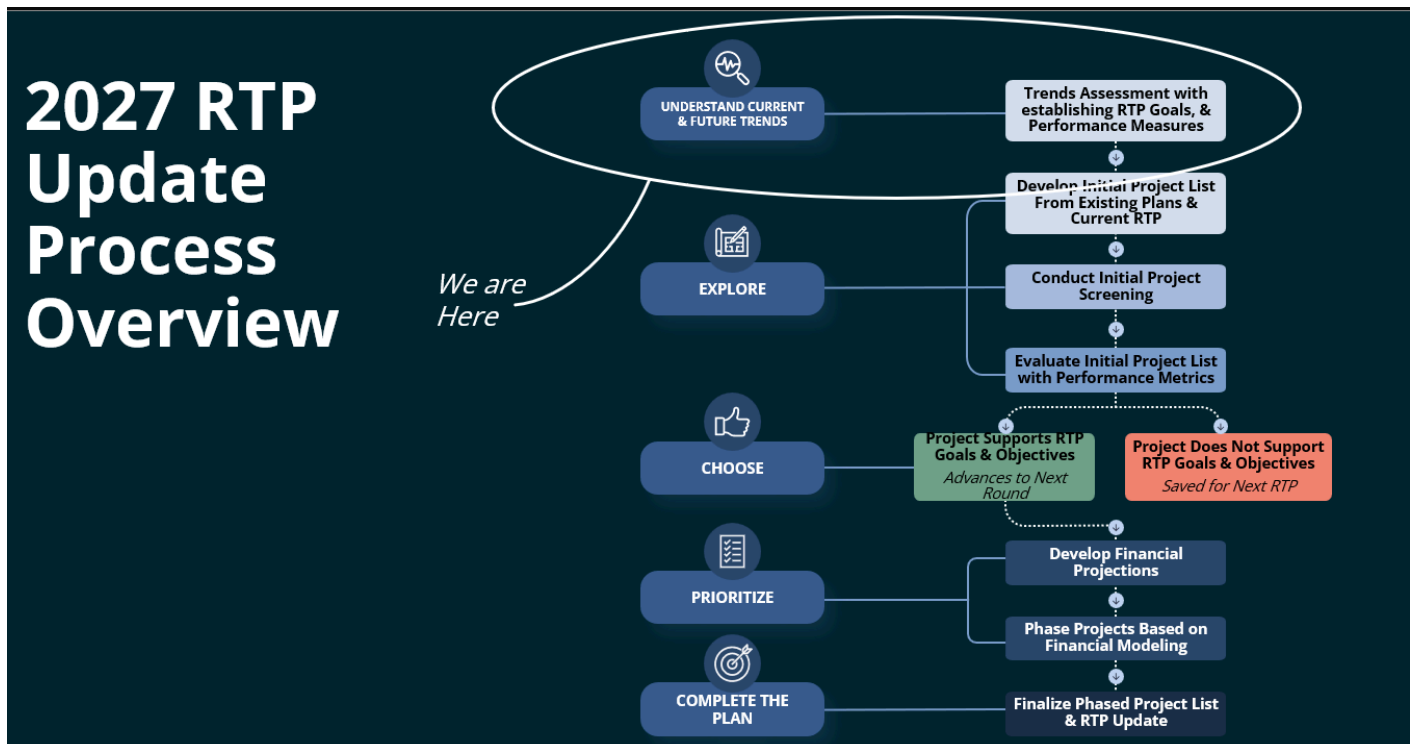 2027 RTP
Update
Process
Overview
We are
Here
UNDERSTAND CURRENT
& FUTURE TRENDS
Trends Assessment with
establishing RTP Goals, &
Performance Measures
EXPLORE
Develop Initial Project List
From Existing Plans &
Current RTP
Conduct Initial Project
Screening
Evaluate Initial Project List
with Performance Metrics
CHOOSE
Project Supports RTP
Goals & Objectives
Advances to Next
Round
Project Does Not Support
RTP Goals & Objectives
Saved for Next RTP
PRIORITIZE
Develop Financial
Projections
Phase Projects Based on
Financial Modeling
COMPLETE THE
PLAN
Finalize Phased Project List
& RTP Update